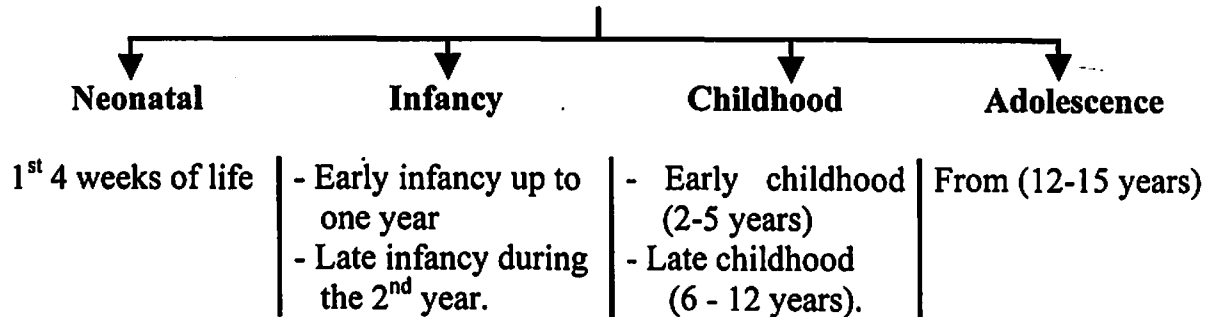 Neonatal
Infancy
Childhood
Adolescence
1st 4 weeks of life
- Early infancy up to
one year
- Late infancy during
the 2nd year.
- Early childhood
(2-5 years)
- Late childhood
(6 - 12 years).
From (12-15 years)